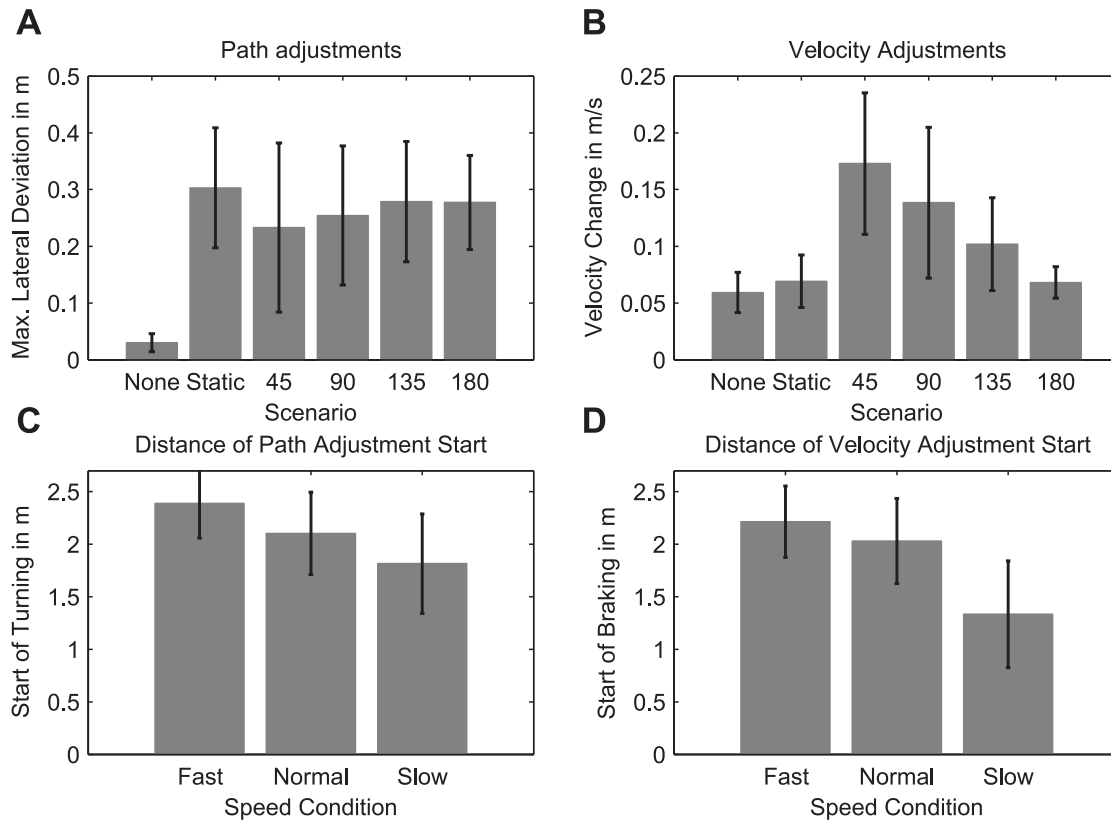 A
Path adjustments
Max. Lateral Deviation in m
0.5
0.4
0.3
0.2
0.1
0
None Static 45 90 135 180
Scenario
B
Velocity Adjustments
Velocity Change in m/s
0.25
0.2
0.15
0.1
0.05
0
None Static 45 90 135 180
Scenario
C
Distance of Path Adjustment Start
Start of Turning in m
2.5
2
1.5
1
0.5
0
Fast Normal Slow
Speed Condition
D
Distance of Velocity Adjustment Start
Start of Braking in m
2.5
2
1.5
1
0.5
0
Fast Normal Slow
Speed Condition